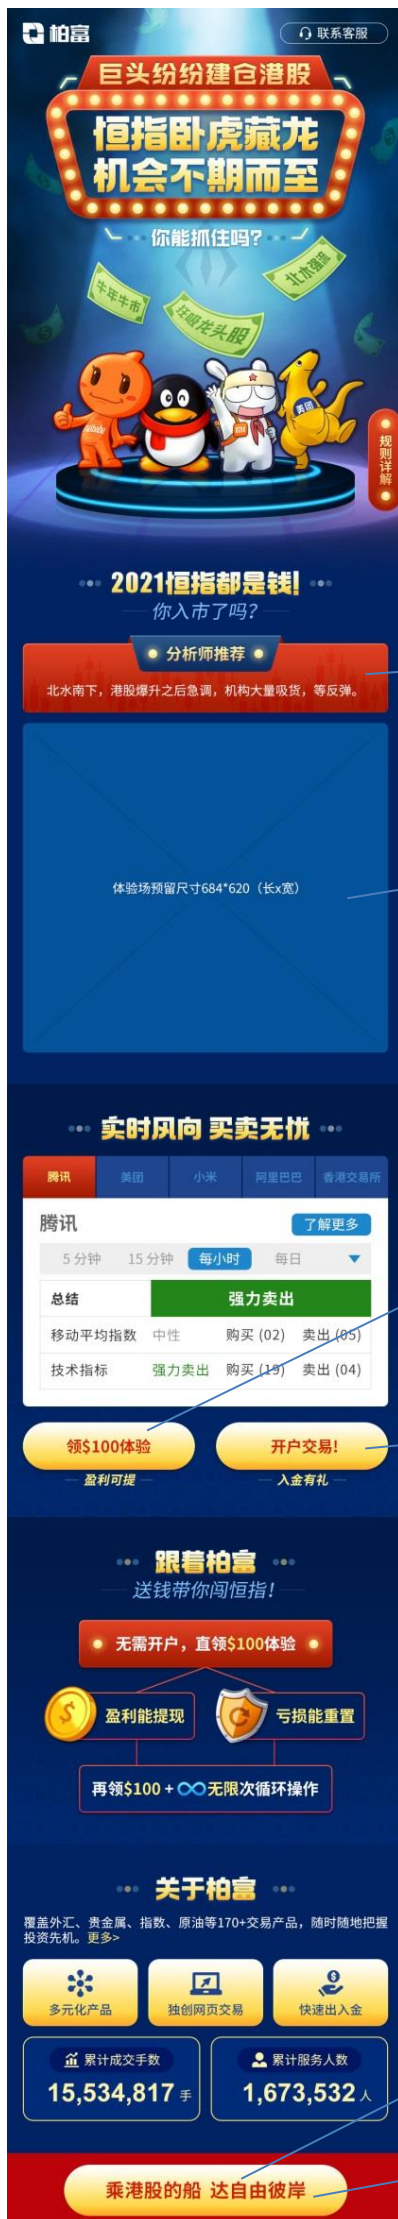 柏富
联系客服
巨头纷纷建仓港股
恒指卧虎藏龙
机会不期而至
你能抓住吗?
牛年牛市
注吸龙头股
北水强流
美团
规则详解
2021恒指都是钱!
你入市了吗?
分析师推荐
北水南下，港股爆升之后急调，机构大量吸货，等反弹。
体验场预留尺寸684*620（长x宽）
实时风向 买卖无忧
腾讯 美团 小米 阿里巴巴 香港交易所
腾讯 了解更多
5分钟 15分钟 每小时 每日
总结 强力卖出
移动平均指数 中性 购买 (02) 卖出 (05)
技术指标 强力卖出 购买 (19) 卖出 (04)
领$100体验 开户交易!
盈利可提 入金有礼
跟着柏富
送钱带你闯恒指!
无需开户，直领$100体验
盈利能提现 亏损能重置
再领$100 + 无限次循环操作
关于柏富
覆盖外汇、贵金属、指数、原油等170+交易产品，随时随地把握
投资先机。更多>
多元化产品 独创网页交易 快速出入金
累计成交手数 累计服务人数
15,534,817 手 1,673,532 人
乘港股的船 达自由彼岸